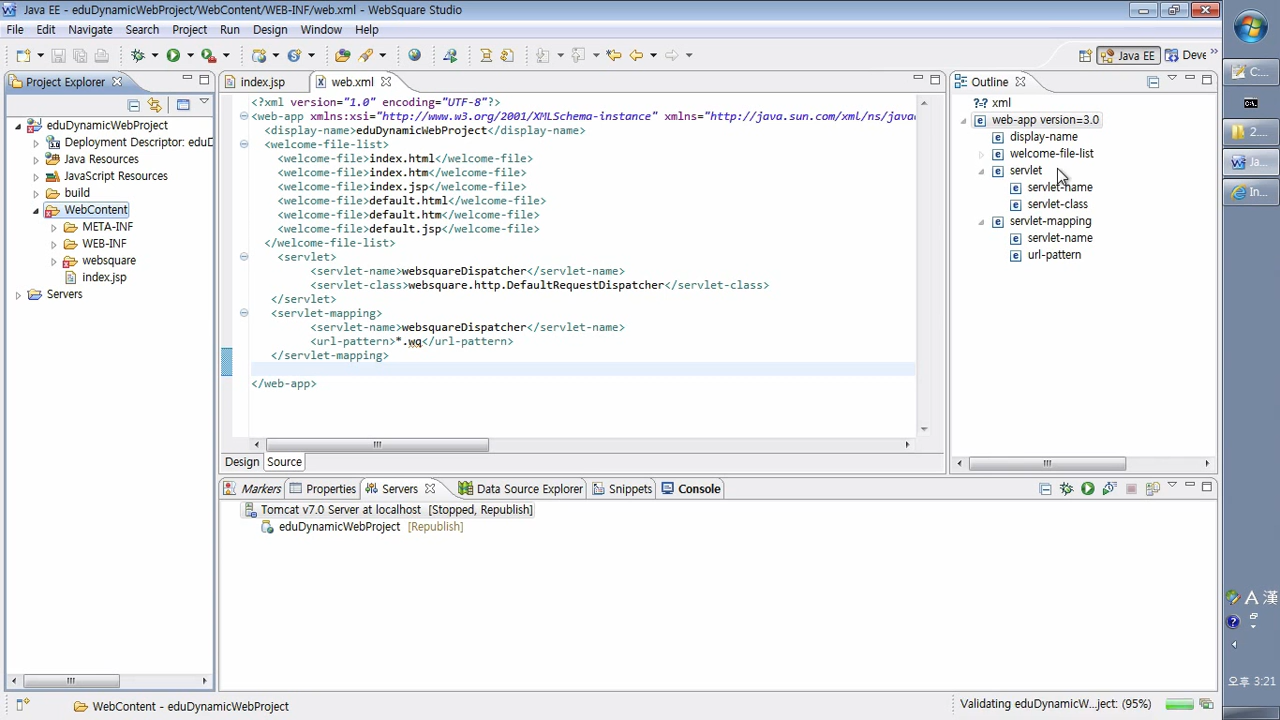 Java EE - eduDynamicWebProject/WebContent/WEB-INF/web.xml - WebSquare Studio
File Edit Navigate Search Project Run Design Window Help
Java EE Deve
Project Explorer
eduDynamicWebProject
Deployment Descriptor: eduD
Java Resources
JavaScript Resources
build
WebContent
META-INF
WEB-INF
websquare
index.jsp
Servers
index.jsp web.xml
<?xml version="1.0" encoding="UTF-8"?>
<web-app xmlns:xsi="http://www.w3.org/2001/XMLSchema-instance" xmlns="http://java.sun.com/xml/ns/java
<display-name>eduDynamicWebProject</display-name>
<welcome-file-list>
<welcome-file>index.html</welcome-file>
<welcome-file>index.htm</welcome-file>
<welcome-file>index.jsp</welcome-file>
<welcome-file>default.html</welcome-file>
<welcome-file>default.htm</welcome-file>
<welcome-file>default.jsp</welcome-file>
</welcome-file-list>
<servlet>
<servlet-name>websquareDispatcher</servlet-name>
<servlet-class>websquare.http.DefaultRequestDispatcher</servlet-class>
</servlet>
<servlet-mapping>
<servlet-name>websquareDispatcher</servlet-name>
<url-pattern>*.wq</url-pattern>
</servlet-mapping>
</web-app>
Design Source
Outline
?-? xml
web-app version=3.0
display-name
welcome-file-list
servlet
servlet-name
servlet-class
servlet-mapping
servlet-name
url-pattern
Markers Properties Servers Data Source Explorer Snippets Console
Tomcat v7.0 Server at localhost [Stopped, Republish]
eduDynamicWebProject [Republish]
WebContent - eduDynamicWebProject
Validating eduDynamicW...ject: (95%)
C:...
2....
Ja...
In...
A 漢
오후 3:21